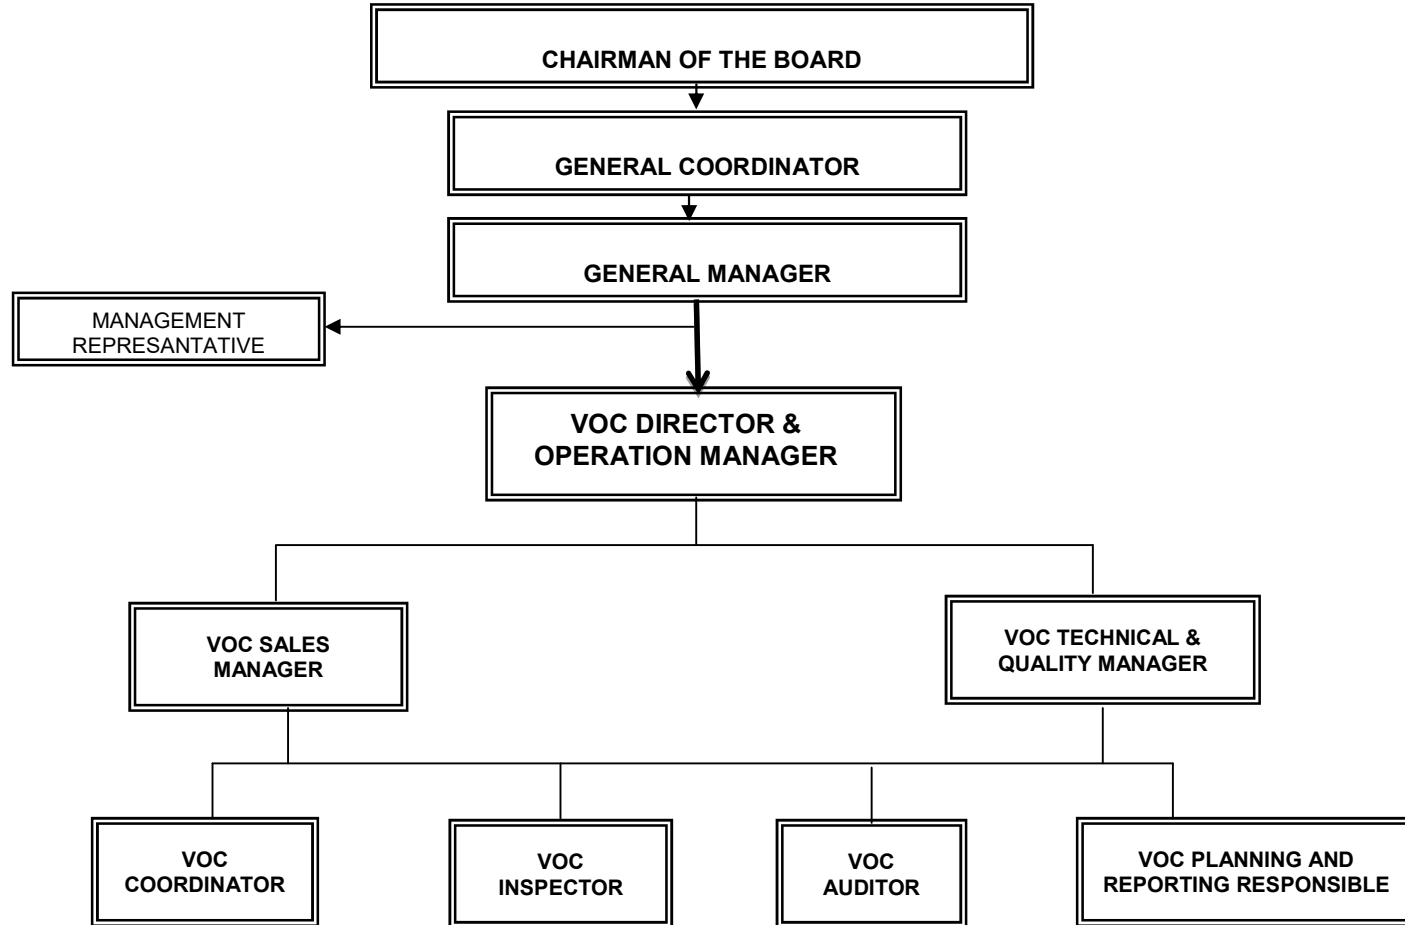 CHAIRMAN OF THE BOARD
GENERAL COORDINATOR
GENERAL MANAGER
MANAGEMENT
REPRESANTATIVE
VOC DIRECTOR &
OPERATION MANAGER
VOC SALES
MANAGER
VOC TECHNICAL &
QUALITY MANAGER
VOC
COORDINATOR
VOC
INSPECTOR
VOC
AUDITOR
VOC PLANNING AND
REPORTING RESPONSIBLE